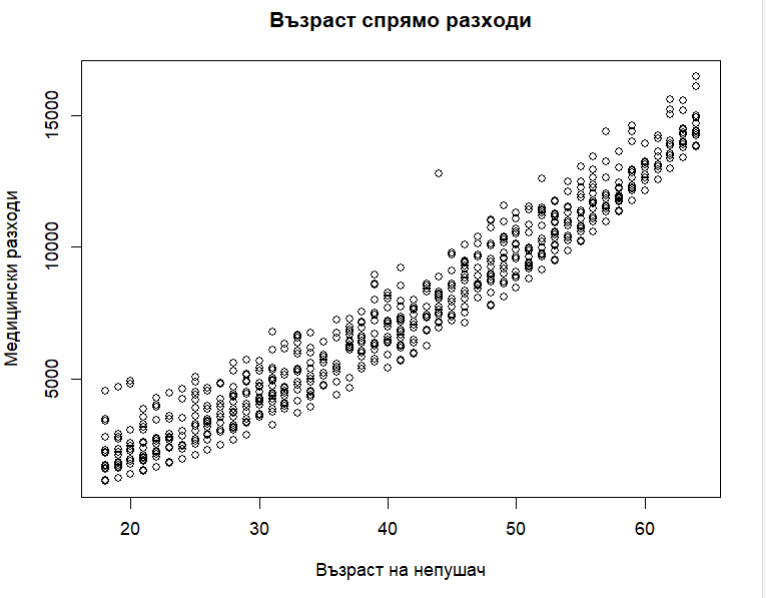 Възраст спрямо разходи
Медицински разходи
15000
10000
5000
20 30 40 50 60
Възраст на непушач